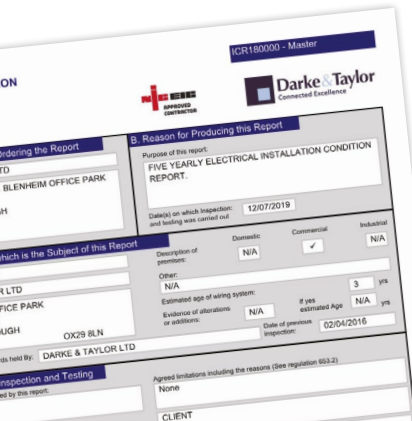 ICR180000 - Master
ON
NICEIC
APPROVED
CONTRACTOR
Darke & Taylor
Connected Excellence
Ordering the Report
TD
BLENHEIM OFFICE PARK
GH
B. Reason for Producing this Report
Purpose of this report:
FIVE YEARLY ELECTRICAL INSTALLATION CONDITION
REPORT.
Date(s) on which Inspection:
and testing was carried out
12/07/2019
which is the Subject of this Report
R LTD
FICE PARK
OUGH
OX29 8LN
rds held By: DARKE & TAYLOR LTD
Description of
premises:
Domestic
N/A
Commercial
✓
Industrial
N/A
Other:
N/A
Estimated age of wiring system:
3 yrs
Evidence of alterations
or additions:
N/A
If yes
estimated Age
N/A yrs
Date of previous
inspection:
02/04/2016
Inspection and Testing
ed by this report:
Agreed limitations including the reasons (See regulation 653.2)
None
CLIENT